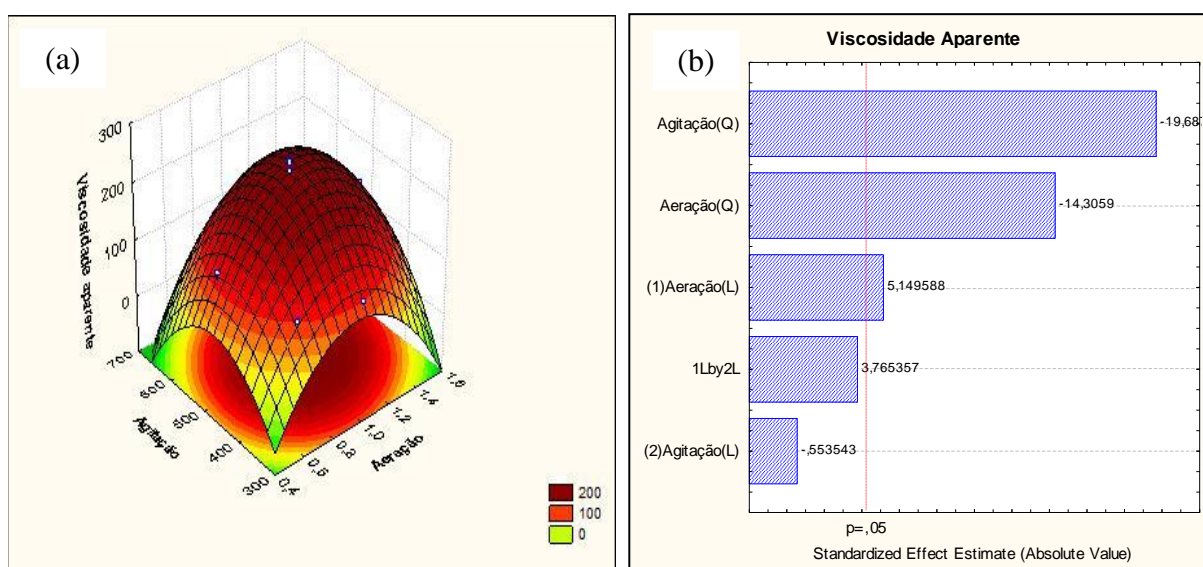 (a)
300
200
100
0
Viscosidade aparente
700
600
500
400
300
Agitação
0,4
0,6
0,8
1,0
1,2
1,4
1,6
Aeração
200
100
0
(b)
Viscosidade Aparente
Agitação(Q)
-19,68
Aeração(Q)
-14,3059
(1)Aeração(L)
5,149588
1Lby2L
3,765357
(2)Agitação(L)
-,553543
p=,05
Standardized Effect Estimate (Absolute Value)